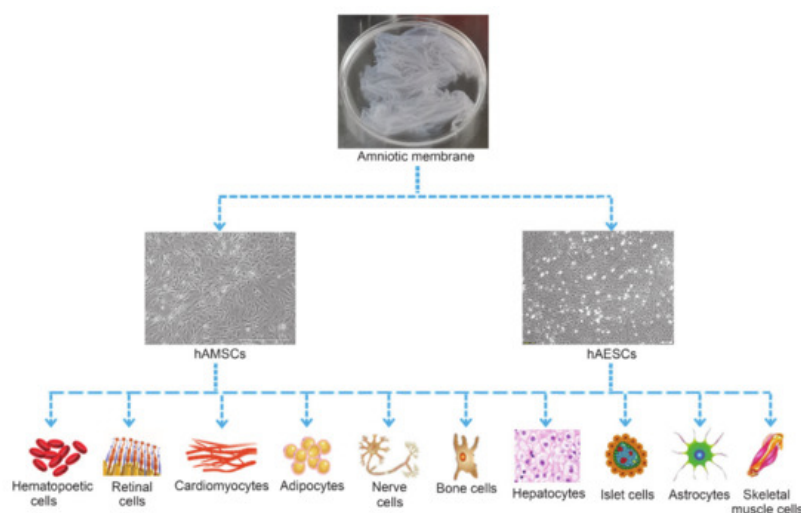 Amniotic membrane
hAMSCs
hAESCs
Hematopoetic
cells
Retinal
cells
Cardiomyocytes
Adipocytes
Nerve
cells
Bone cells
Hepatocytes
Islet cells
Astrocytes
Skeletal
muscle cells